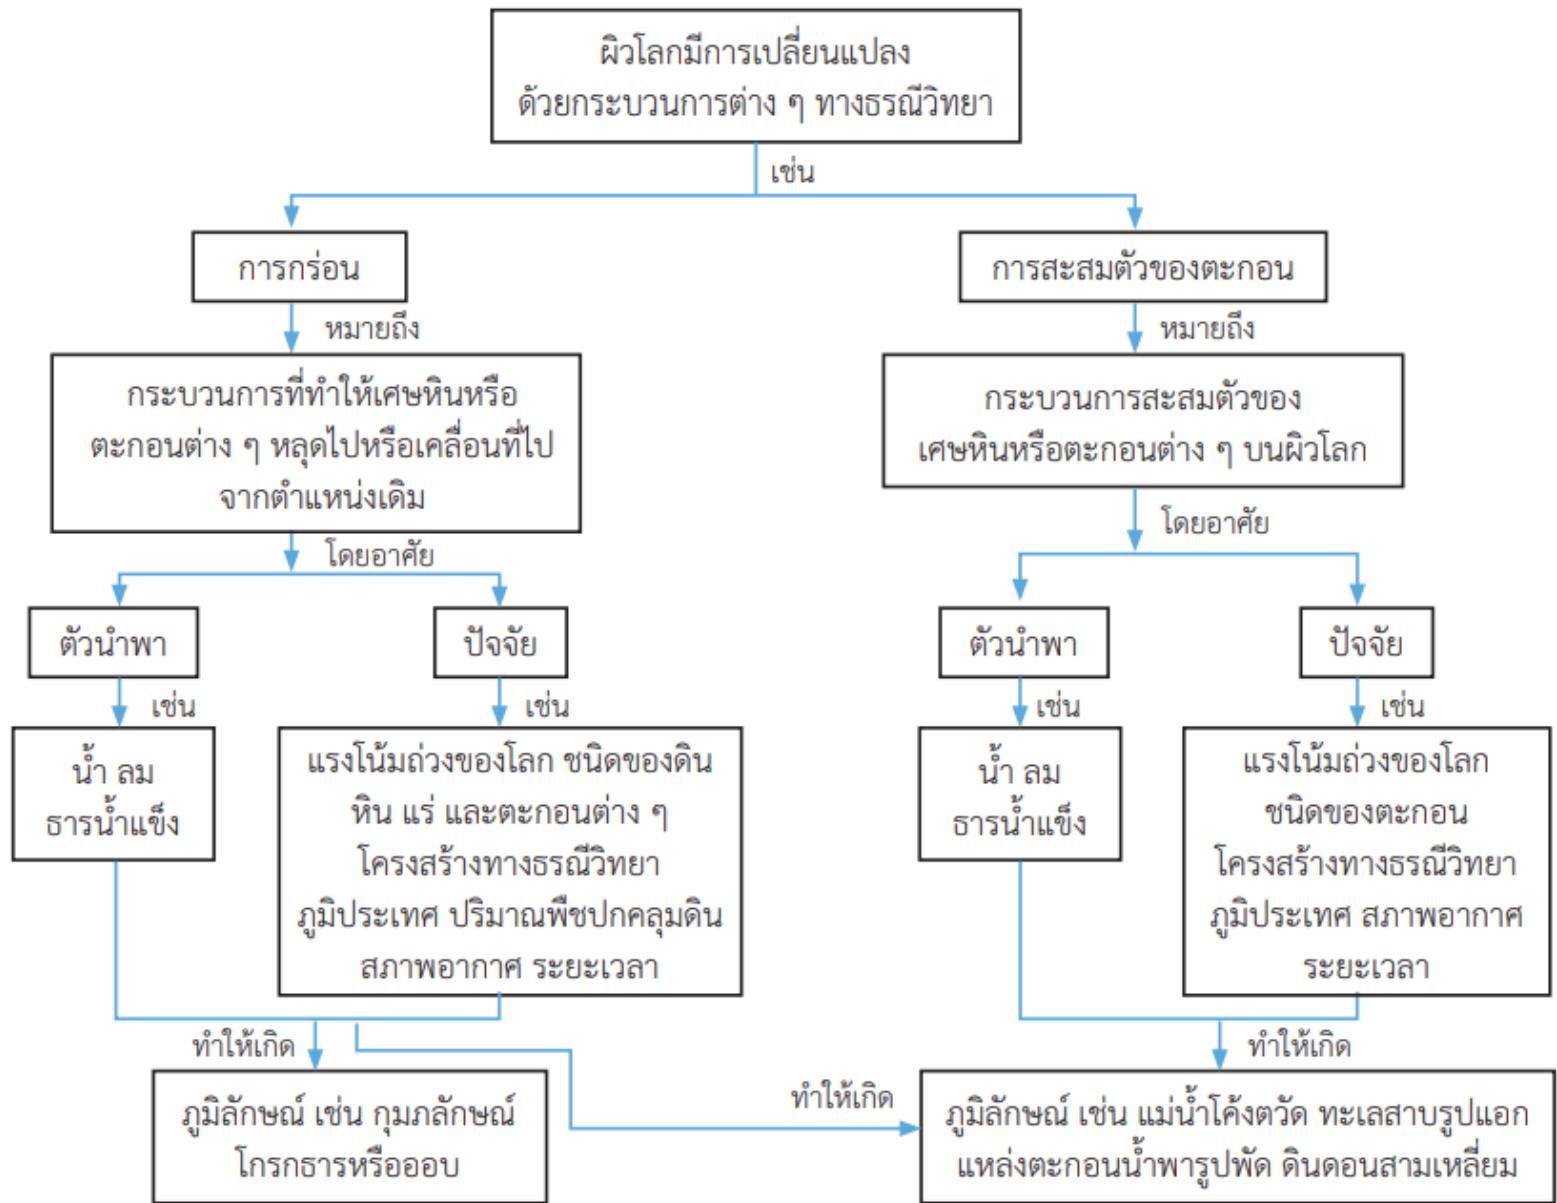 ผิวโลกมีการเปลี่ยนแปลง
ด้วยกระบวนการต่าง ๆ ทางธรณีวิทยา
เช่น
การกร่อน
การสะสมตัวของตะกอน
หมายถึง
หมายถึง
กระบวนการที่ทำให้เศษหินหรือ
ตะกอนต่าง ๆ หลุดไปหรือเคลื่อนที่ไป
จากตำแหน่งเดิม
กระบวนการสะสมตัวของ
เศษหินหรือตะกอนต่าง ๆ บนผิวโลก
โดยอาศัย
โดยอาศัย
ตัวนำพา
ปัจจัย
ตัวนำพา
ปัจจัย
เช่น
เช่น
เช่น
เช่น
น้ำ ลม
ธารน้ำแข็ง
แรงโน้มถ่วงของโลก ชนิดของดิน
หิน แร่ และตะกอนต่าง ๆ
โครงสร้างทางธรณีวิทยา
ภูมิประเทศ ปริมาณพืชปกคลุมดิน
สภาพอากาศ ระยะเวลา
น้ำ ลม
ธารน้ำแข็ง
แรงโน้มถ่วงของโลก
ชนิดของตะกอน
โครงสร้างทางธรณีวิทยา
ภูมิประเทศ สภาพอากาศ
ระยะเวลา
ทำให้เกิด
ทำให้เกิด
ทำให้เกิด
ภูมิลักษณ์ เช่น กุมภลักษณ์
โกรกธารหรือออบ
ภูมิลักษณ์ เช่น แม่น้ำโค้งตวัด ทะเลสาบรูปแอก
แหล่งตะกอนน้ำพารูปพัด ดินดอนสามเหลี่ยม